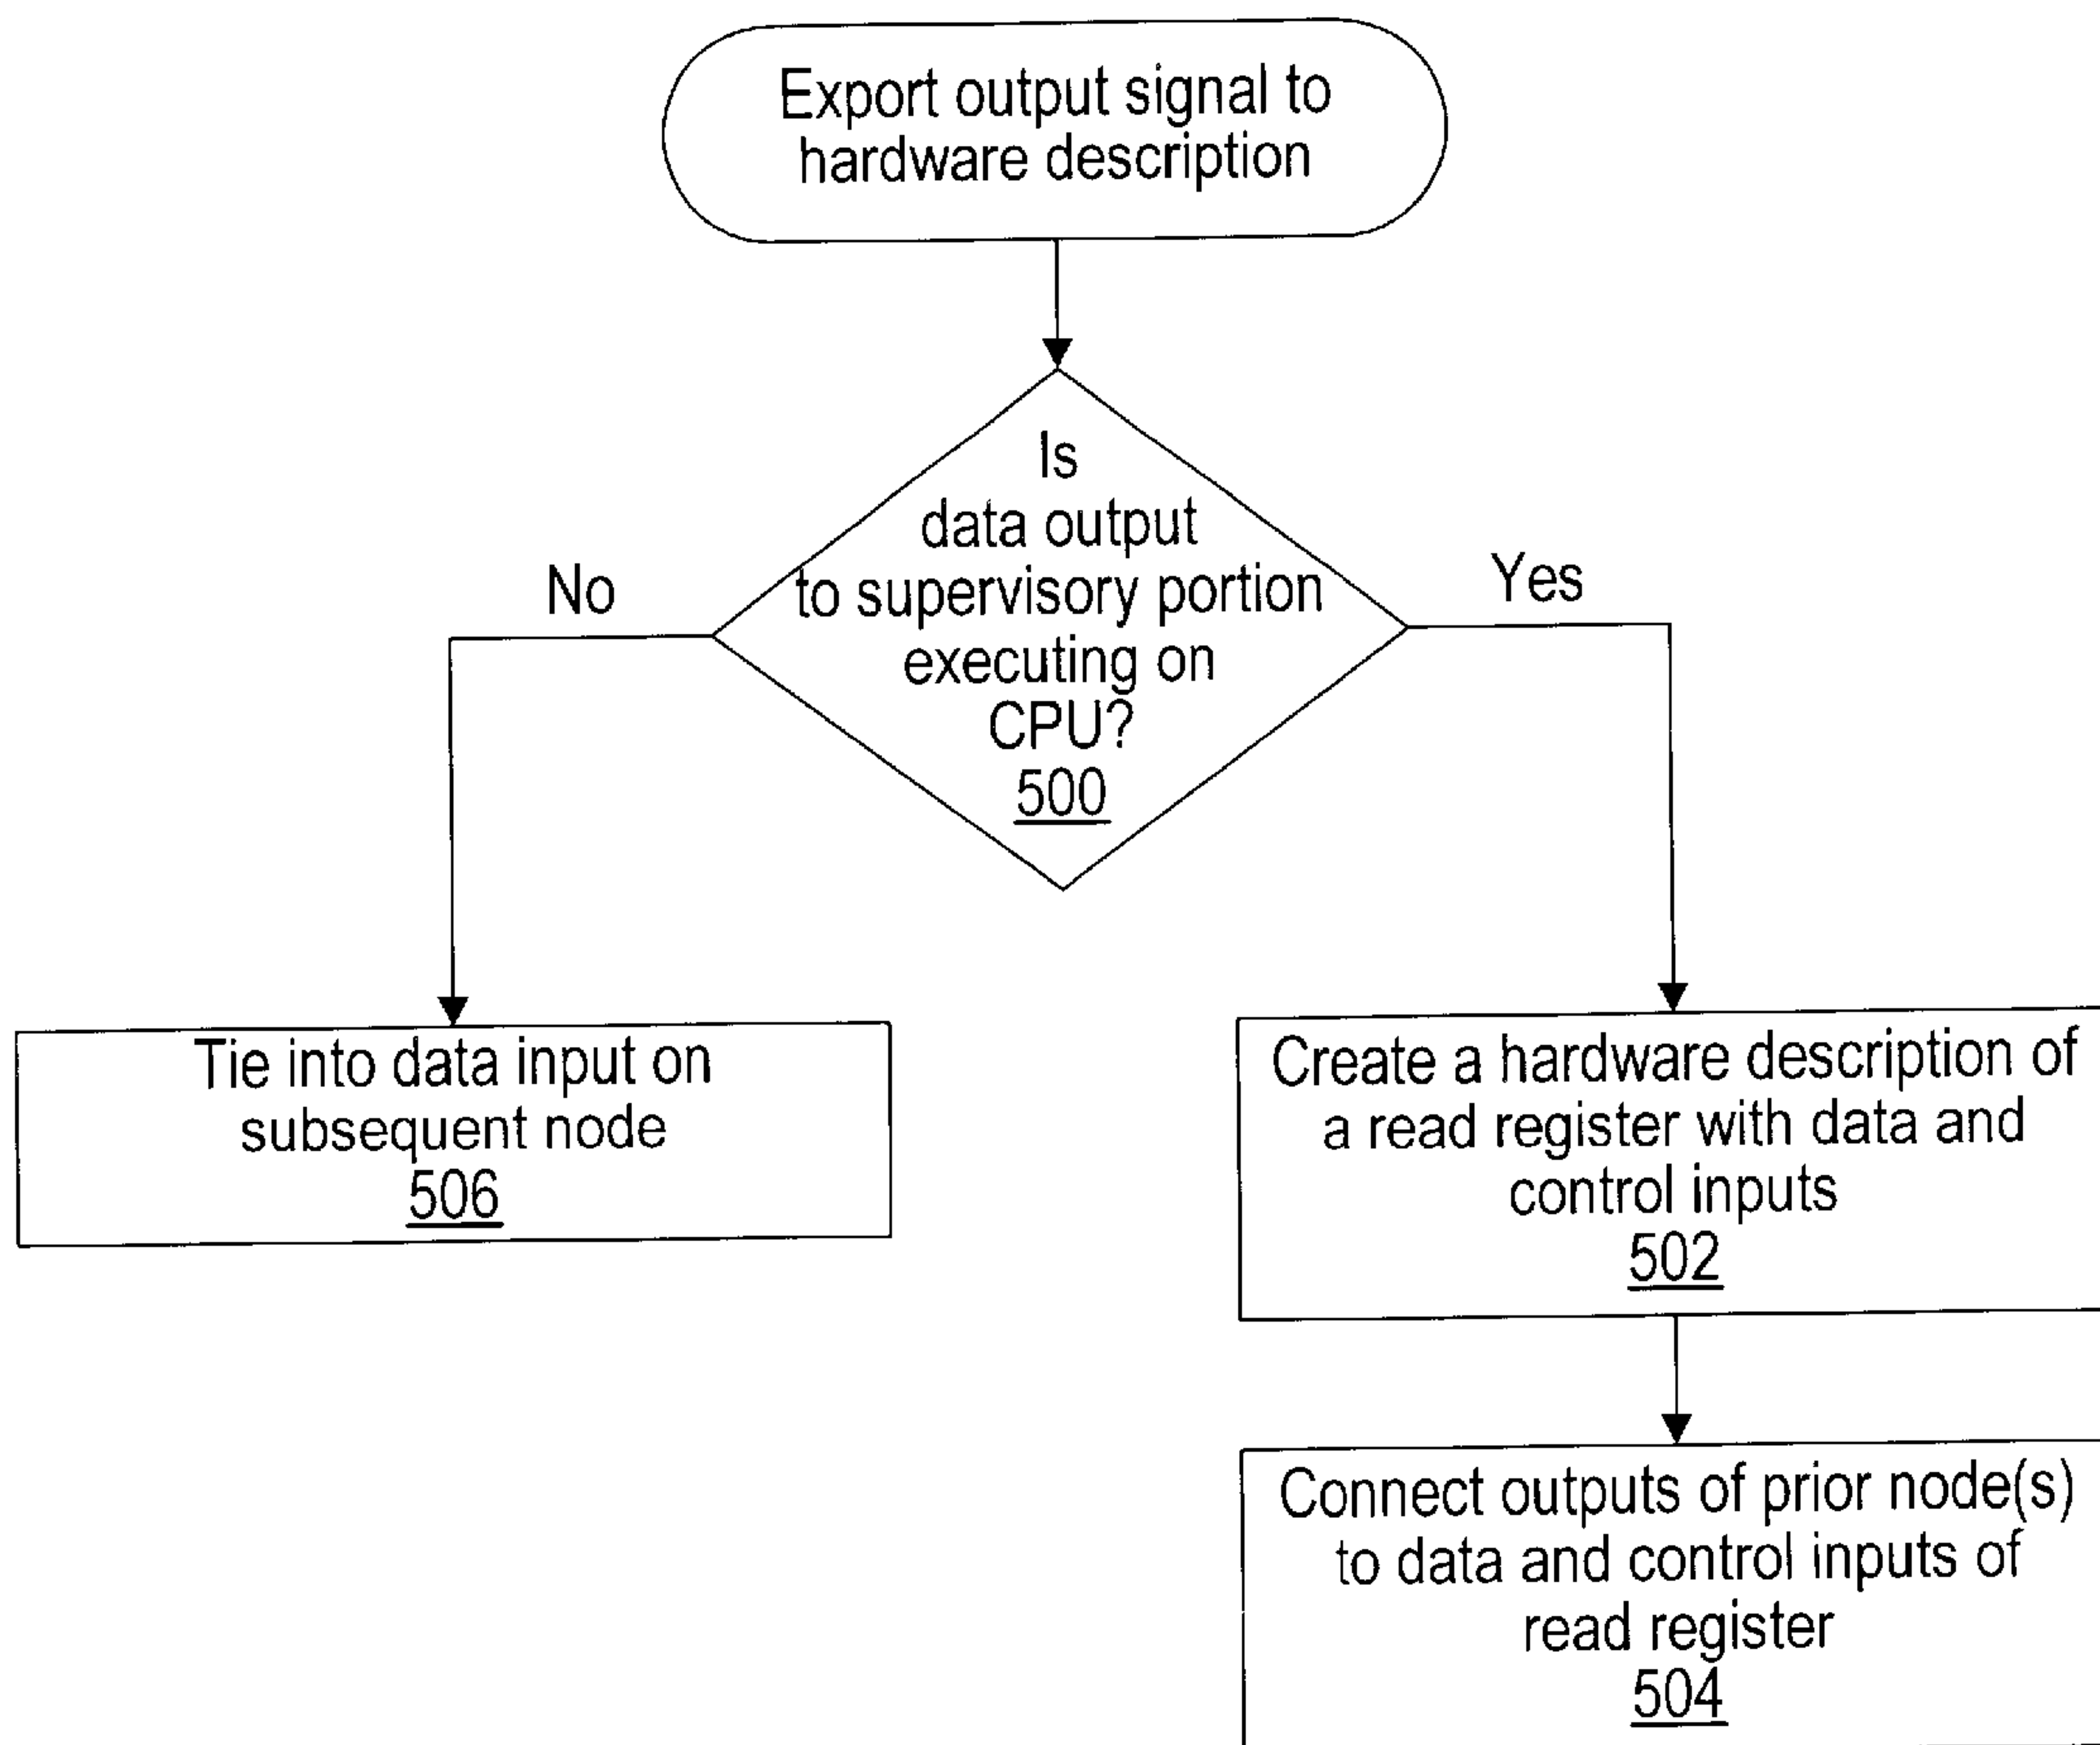 Export output signal to
hardware description
Is
data output
to supervisory portion
executing on
CPU?
500
No
Yes
Tie into data input on
subsequent node
506
Create a hardware description of
a read register with data and
control inputs
502
Connect outputs of prior node(s)
to data and control inputs of
read register
504